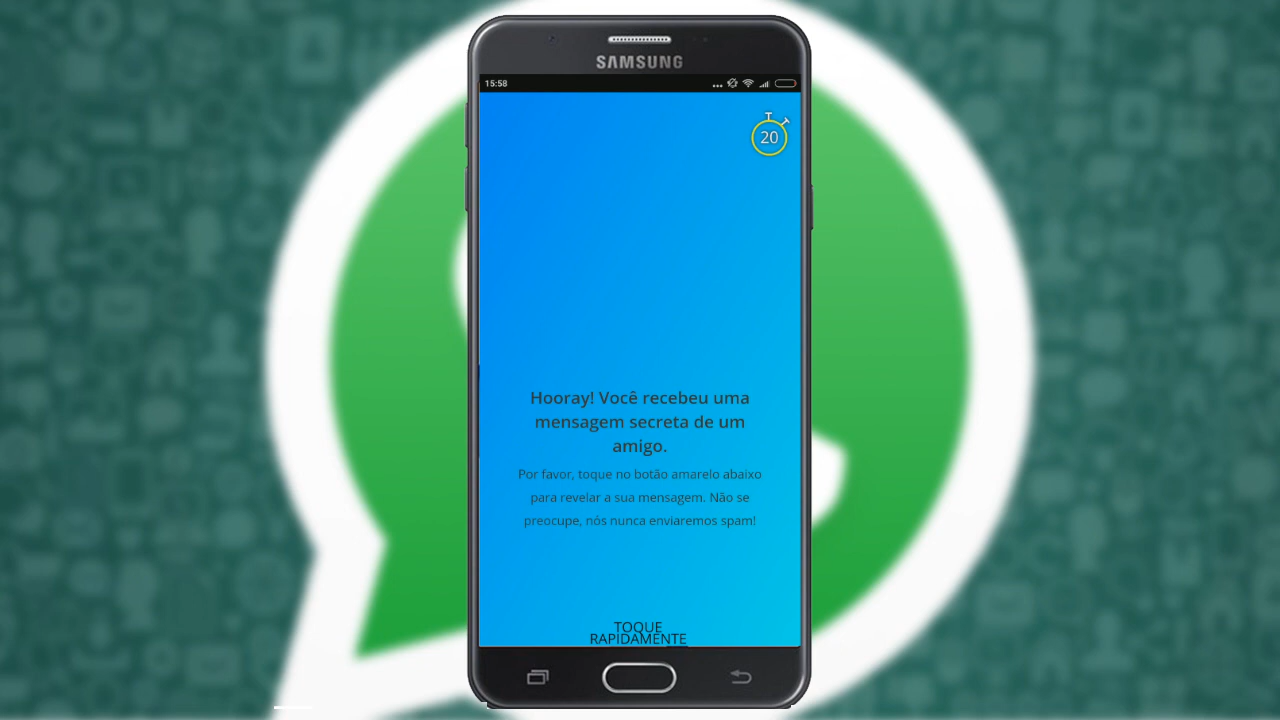 SAMSUNG
15:58
20
Hooray! Você recebeu uma
mensagem secreta de um
amigo.
Por favor, toque no botão amarelo abaixo
para revelar a sua mensagem. Não se
preocupe, nós nunca enviaremos spam!
TOQUE
RAPIDAMENTE